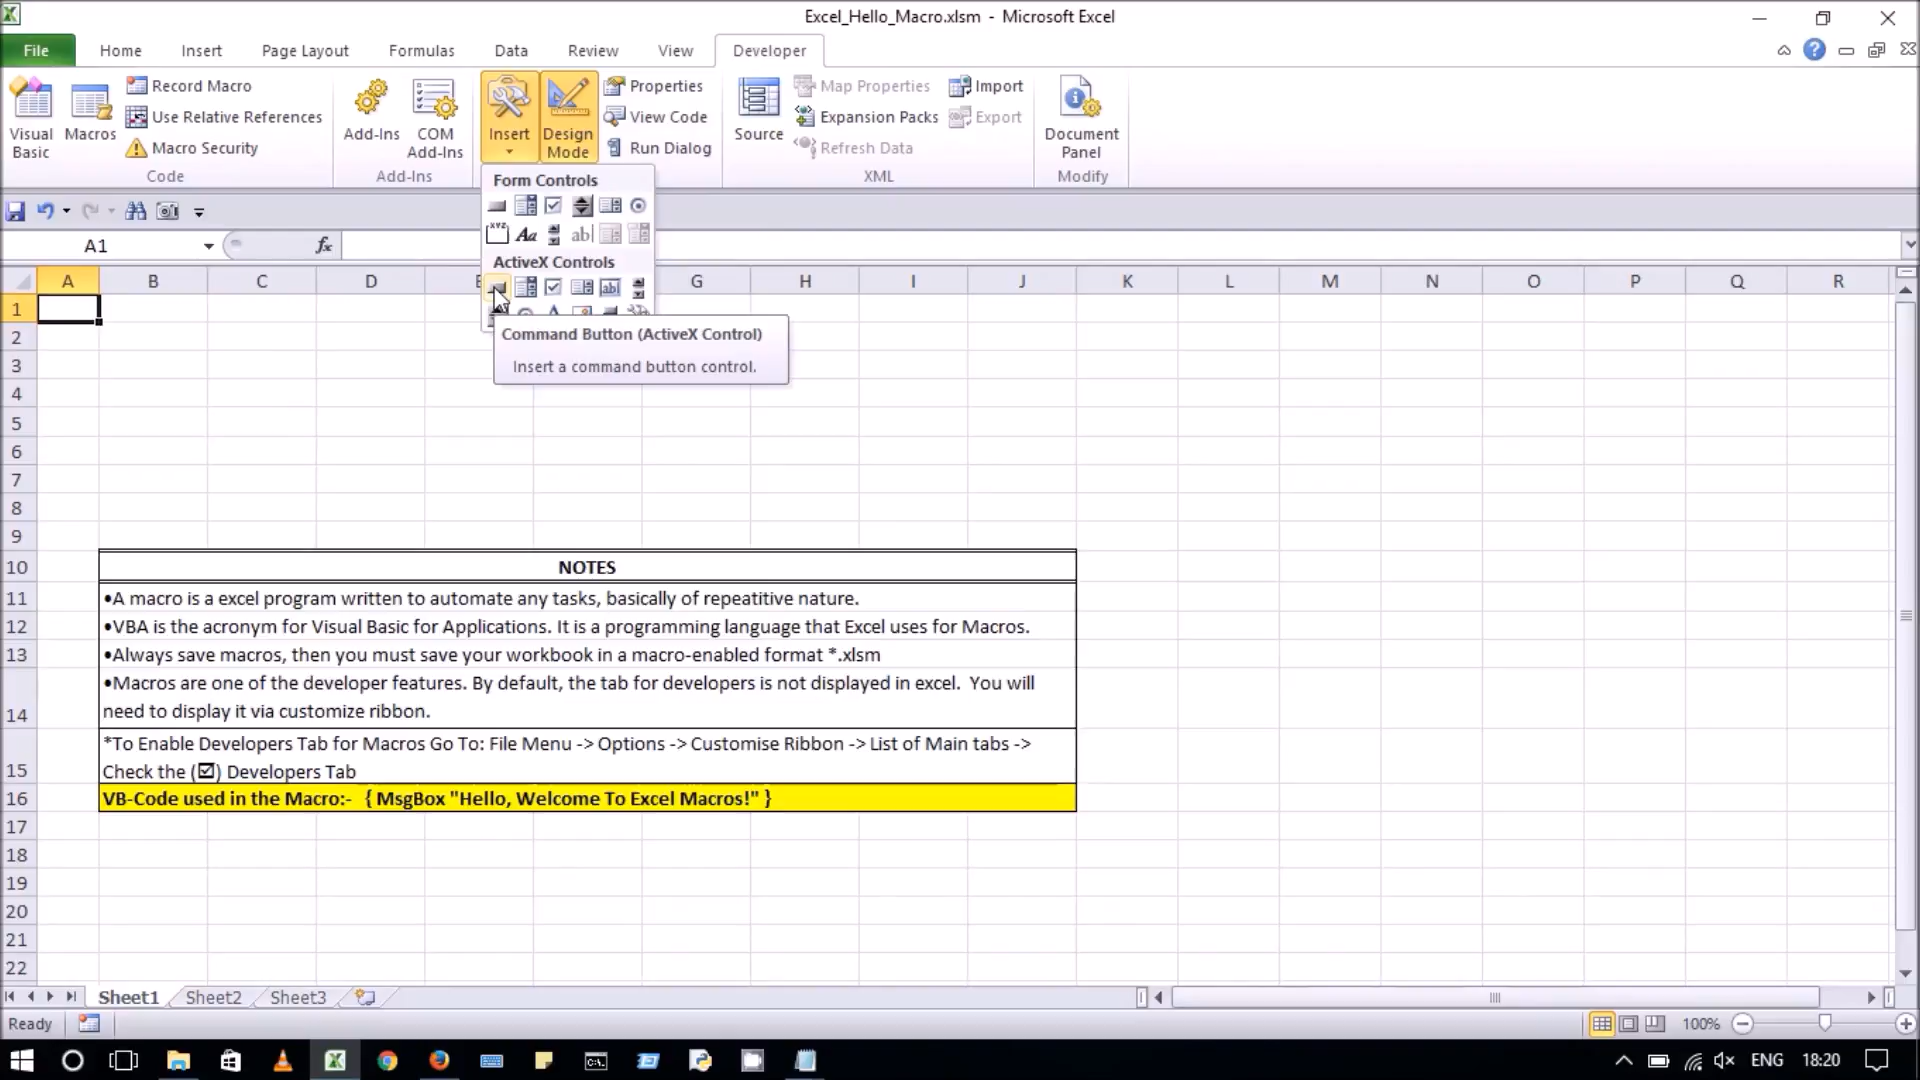 Excel_Hello_Macro.xlsm - Microsoft Excel
File Home Insert Page Layout Formulas Data Review View Developer
Visual Basic
Macros
Record Macro
Use Relative References
Macro Security
Code
Add-Ins
COM Add-Ins
Add-Ins
Insert
Design Mode
Properties
View Code
Run Dialog
Source
Map Properties
Expansion Packs
Refresh Data
Import
Export
XML
Document Panel
Modify
Form Controls
XYZ Aa ab|
ActiveX Controls
abl
Command Button (ActiveX Control)
Insert a command button control.
A1 fx
A B C D E G H I J K L M N O P Q R
1
2
3
4
5
6
7
8
9
10 NOTES
11 •A macro is a excel program written to automate any tasks, basically of repeatitive nature.
12 •VBA is the acronym for Visual Basic for Applications. It is a programming language that Excel uses for Macros.
13 •Always save macros, then you must save your workbook in a macro-enabled format *.xlsm
•Macros are one of the developer features. By default, the tab for developers is not displayed in excel.  You will
14 need to display it via customize ribbon.
*To Enable Developers Tab for Macros Go To: File Menu -> Options -> Customise Ribbon -> List of Main tabs ->
15 Check the (☑) Developers Tab
16 VB-Code used in the Macro:-   { MsgBox "Hello, Welcome To Excel Macros!" }
17
18
19
20
21
22
Sheet1 Sheet2 Sheet3
Ready 100%
ENG 18:20